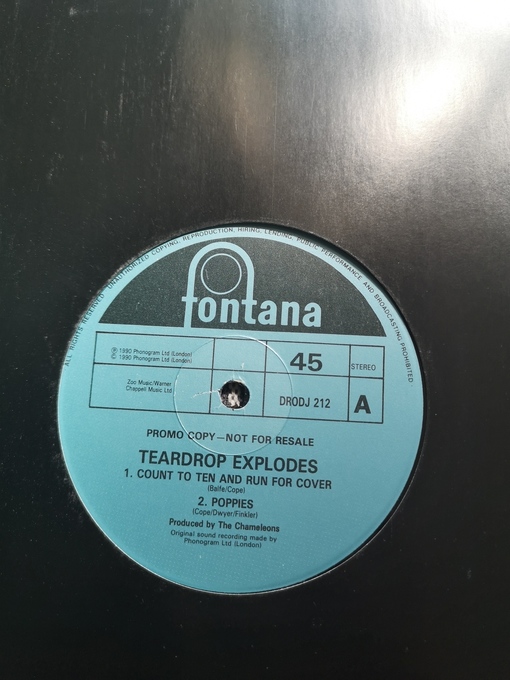 ALL RIGHTS RESERVED. UNAUTHORIZED COPYING, REPRODUCTION, HIRING, LENDING, PUBLIC PERFORMANCE AND BROADCASTING PROHIBITED
fontana
℗ 1990 Phonogram Ltd (London)
© 1990 Phonogram Ltd (London)
45
STEREO
Zoo Music/Warner
Chappell Music Ltd
DRODJ 212
A
PROMO COPY—NOT FOR RESALE
TEARDROP EXPLODES
1. COUNT TO TEN AND RUN FOR COVER
(Balfe/Cope)
2. POPPIES
(Cope/Dwyer/Finkler)
Produced by The Chameleons
Original sound recording made by
Phonogram Ltd (London)